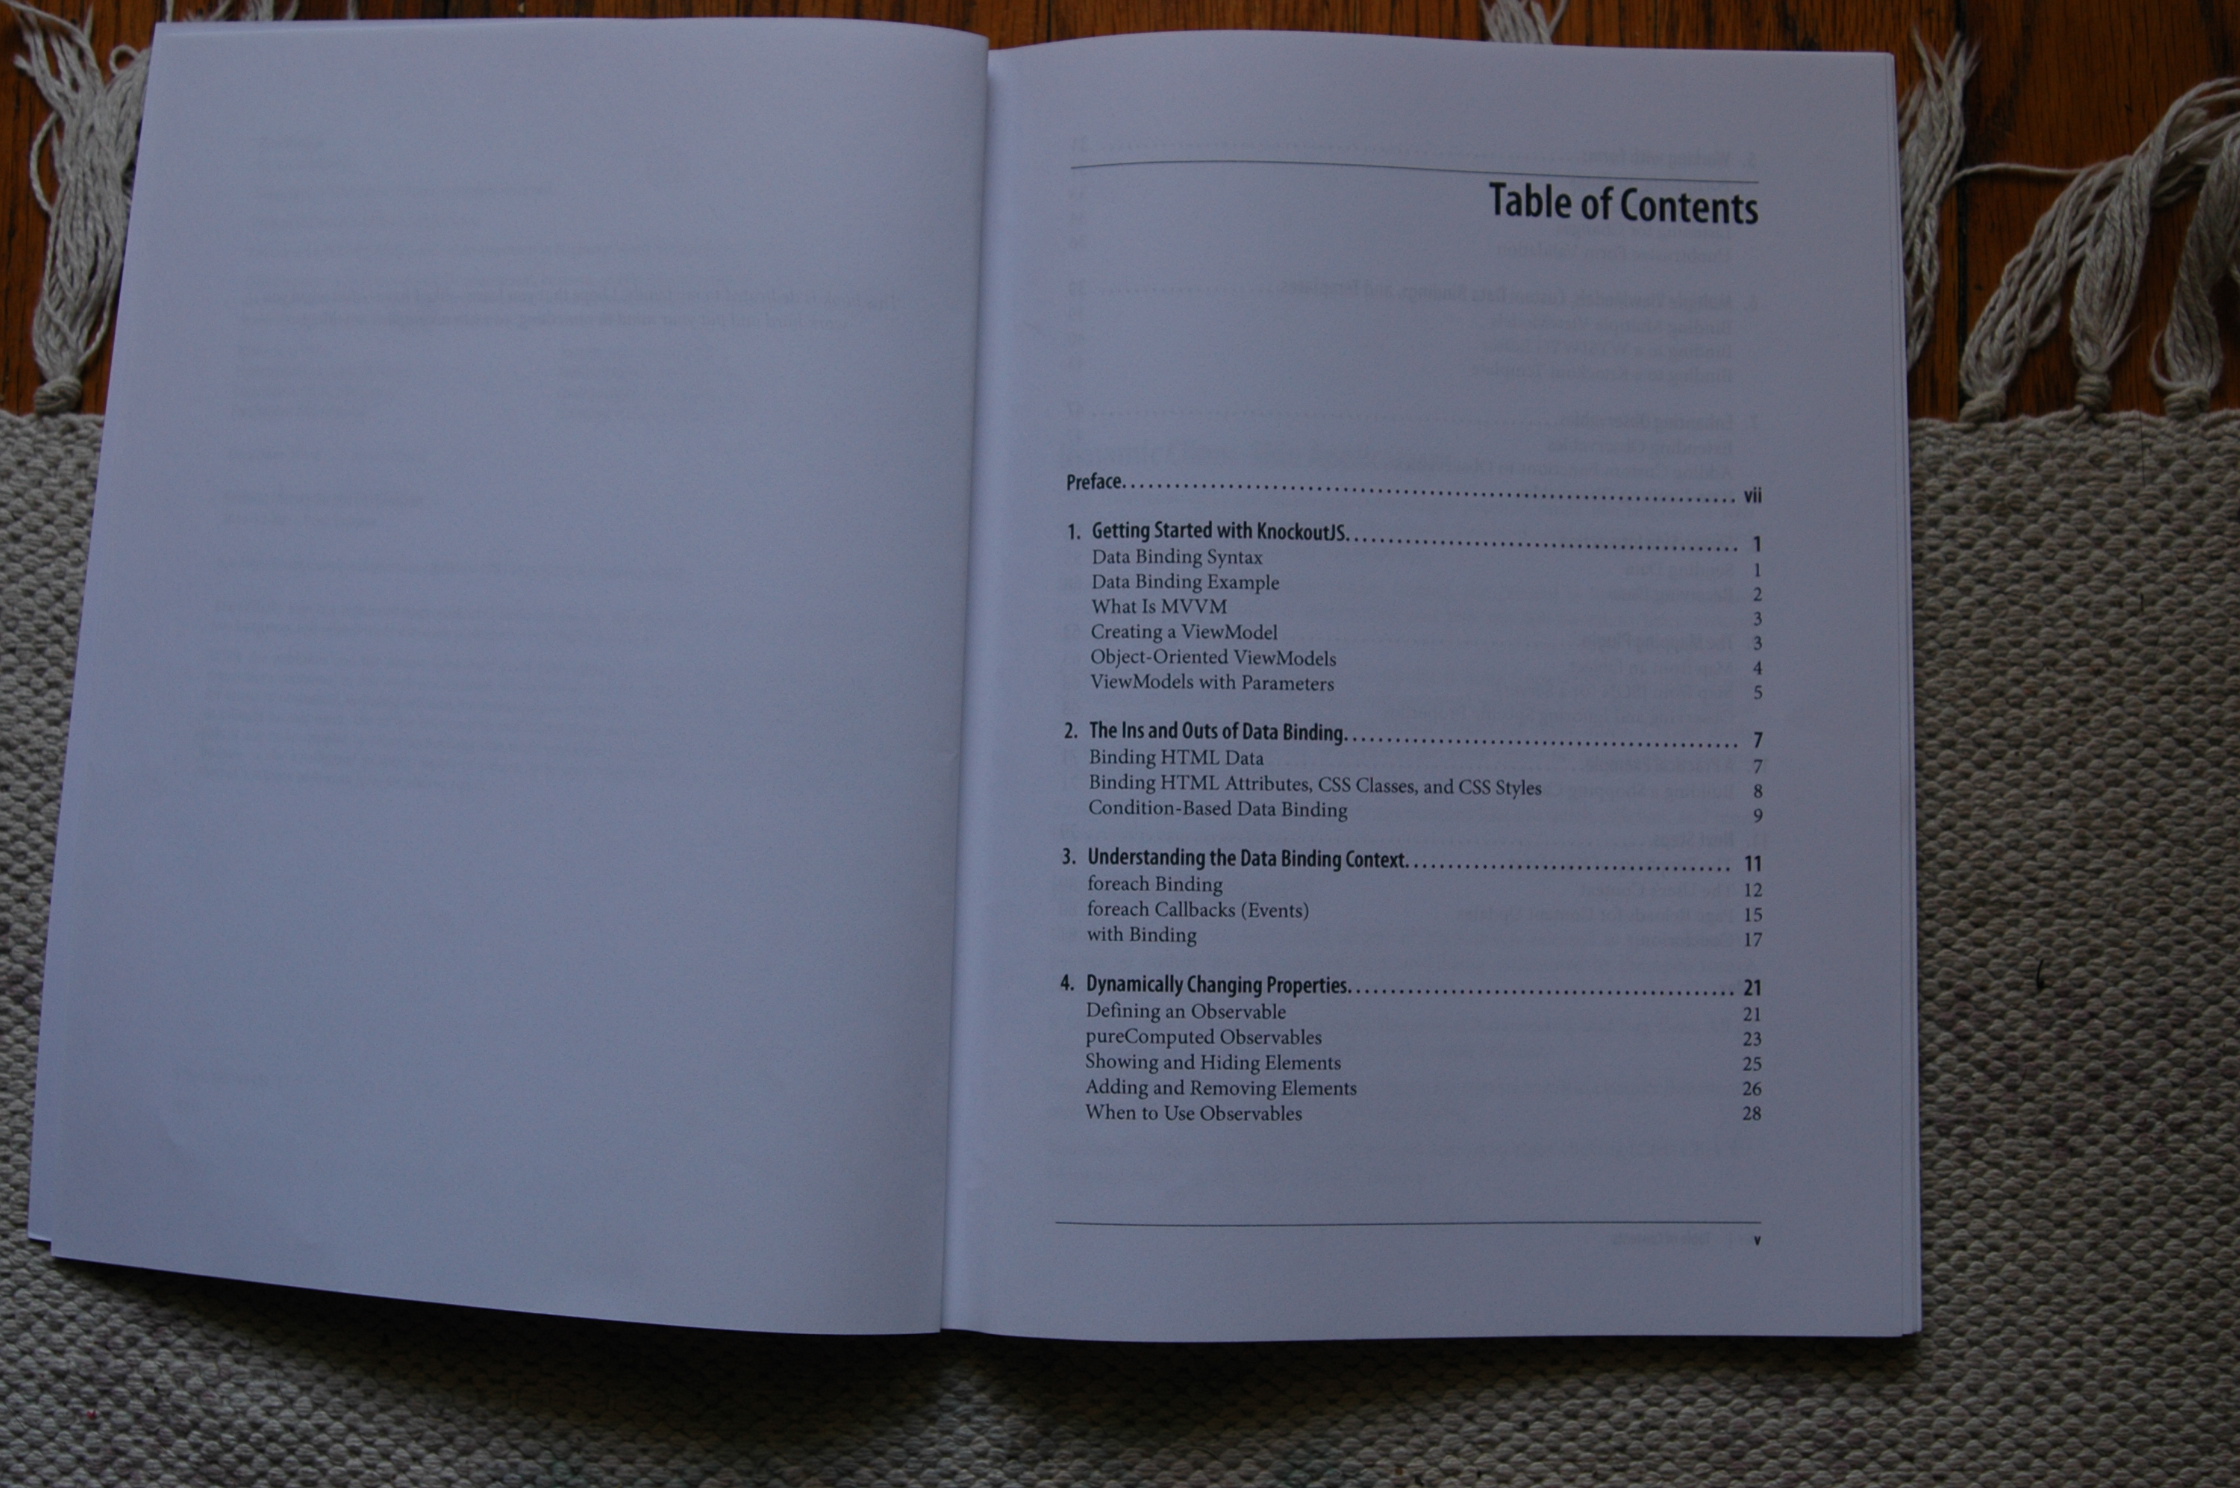 Table of Contents
Preface. . . . . . . . . . . . . . . . . . . . . . . . . . . . . . . . . . . . . . . . . . . . . . . . . . . . . . . . . . . . . . . . . . . . . . vii
1. Getting Started with KnockoutJS. . . . . . . . . . . . . . . . . . . . . . . . . . . . . . . . . . . . . . . . . . . . . 1
Data Binding Syntax 1
Data Binding Example 2
What Is MVVM 3
Creating a ViewModel 3
Object-Oriented ViewModels 4
ViewModels with Parameters 5
2. The Ins and Outs of Data Binding. . . . . . . . . . . . . . . . . . . . . . . . . . . . . . . . . . . . . . . . . . . . . 7
Binding HTML Data 7
Binding HTML Attributes, CSS Classes, and CSS Styles 8
Condition-Based Data Binding 9
3. Understanding the Data Binding Context. . . . . . . . . . . . . . . . . . . . . . . . . . . . . . . . . . . . . . 11
foreach Binding 12
foreach Callbacks (Events) 15
with Binding 17
4. Dynamically Changing Properties. . . . . . . . . . . . . . . . . . . . . . . . . . . . . . . . . . . . . . . . . . . . 21
Defining an Observable 21
pureComputed Observables 23
Showing and Hiding Elements 25
Adding and Removing Elements 26
When to Use Observables 28
v